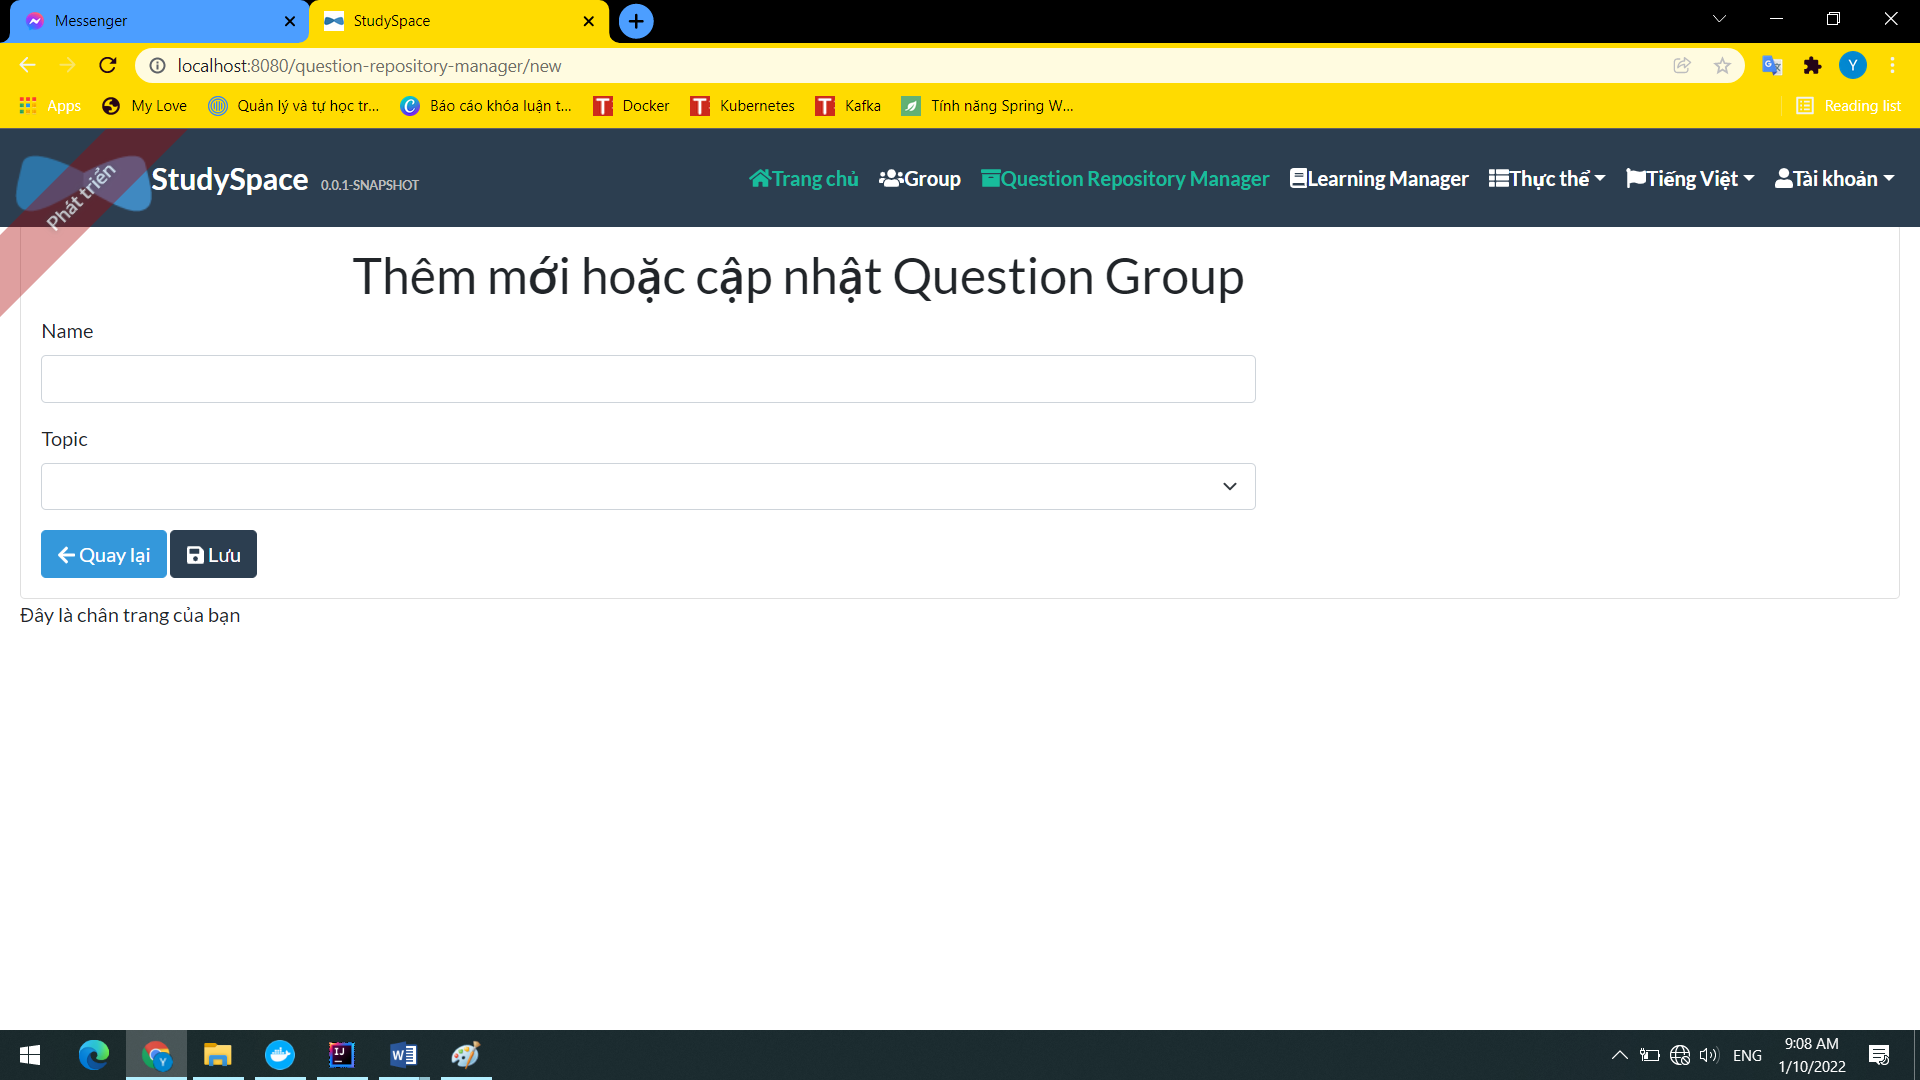 Messenger
StudySpace
localhost:8080/question-repository-manager/new
Y
Apps
My Love
Quản lý và tự học tr...
Báo cáo khóa luận t...
Docker
Kubernetes
Kafka
Tính năng Spring W...
Reading list
Phát triển
StudySpace 0.0.1-SNAPSHOT
Trang chủ
Group
Question Repository Manager
Learning Manager
Thực thể
Tiếng Việt
Tài khoản
Thêm mới hoặc cập nhật Question Group
Name
Topic
Quay lại
Lưu
Đây là chân trang của bạn
ENG
9:08 AM
1/10/2022